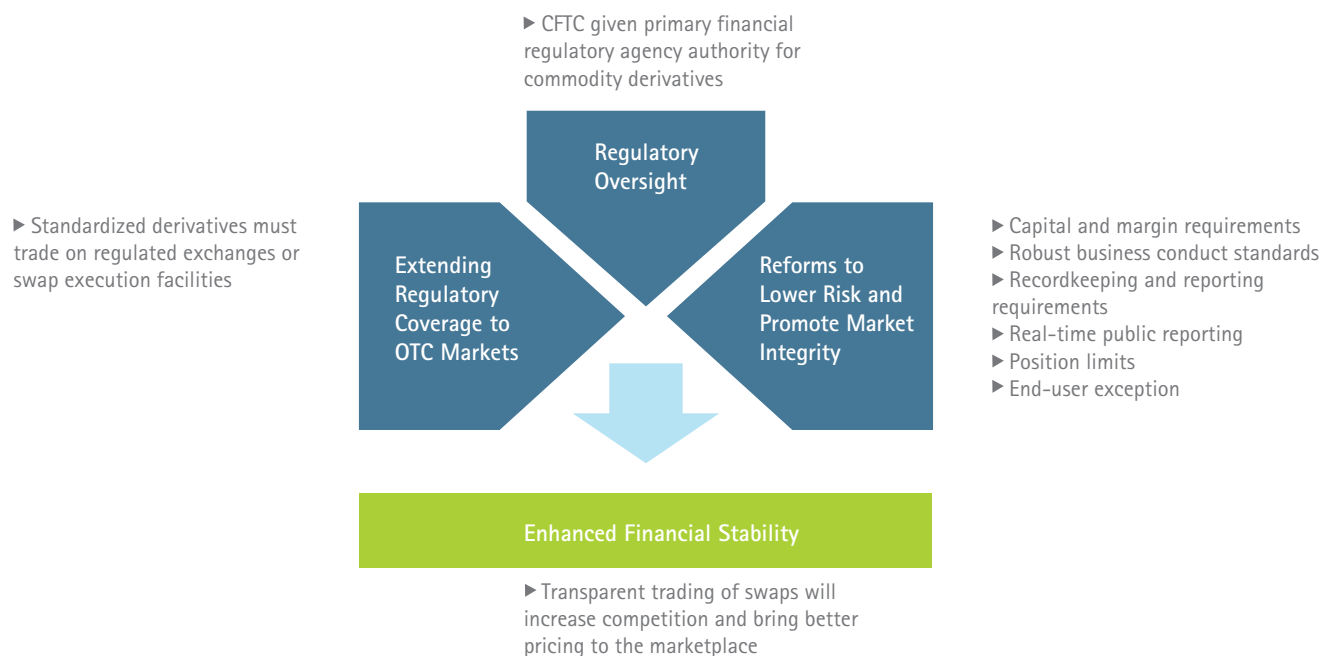 ▶ CFTC given primary financial
regulatory agency authority for
commodity derivatives
Regulatory
Oversight
▶ Standardized derivatives must
trade on regulated exchanges or
swap execution facilities
Extending
Regulatory
Coverage to
OTC Markets
Reforms to
Lower Risk and
Promote Market
Integrity
▶ Capital and margin requirements
▶ Robust business conduct standards
▶ Recordkeeping and reporting
requirements
▶ Real-time public reporting
▶ Position limits
▶ End-user exception
Enhanced Financial Stability
▶ Transparent trading of swaps will
increase competition and bring better
pricing to the marketplace